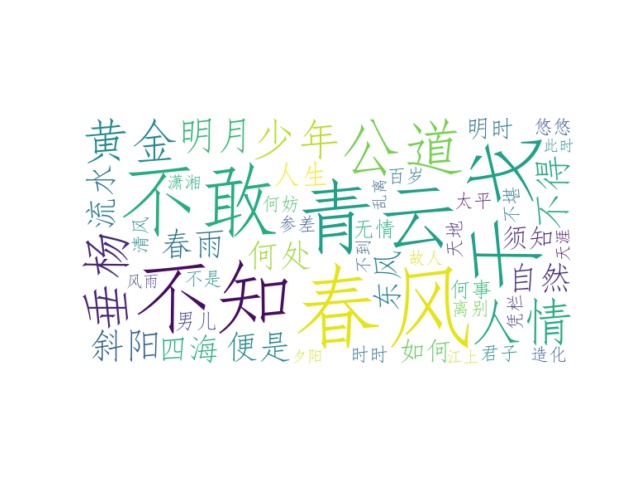 黄金
明月
少年
公道
明时
悠悠
此时
流水
潇湘
不敢
人生
何妨
青云
离乱
百岁
太平
不堪
不得
千戈
垂杨
清风
春雨
何处
参差
无情
不到
天地
须知
天涯
风雨
不是
不知
春风
东风
故人
何事
自然
凭栏
男儿
离别
人情
斜阳
四海
便是
夕阳
时时
如何
江上
君子
造化